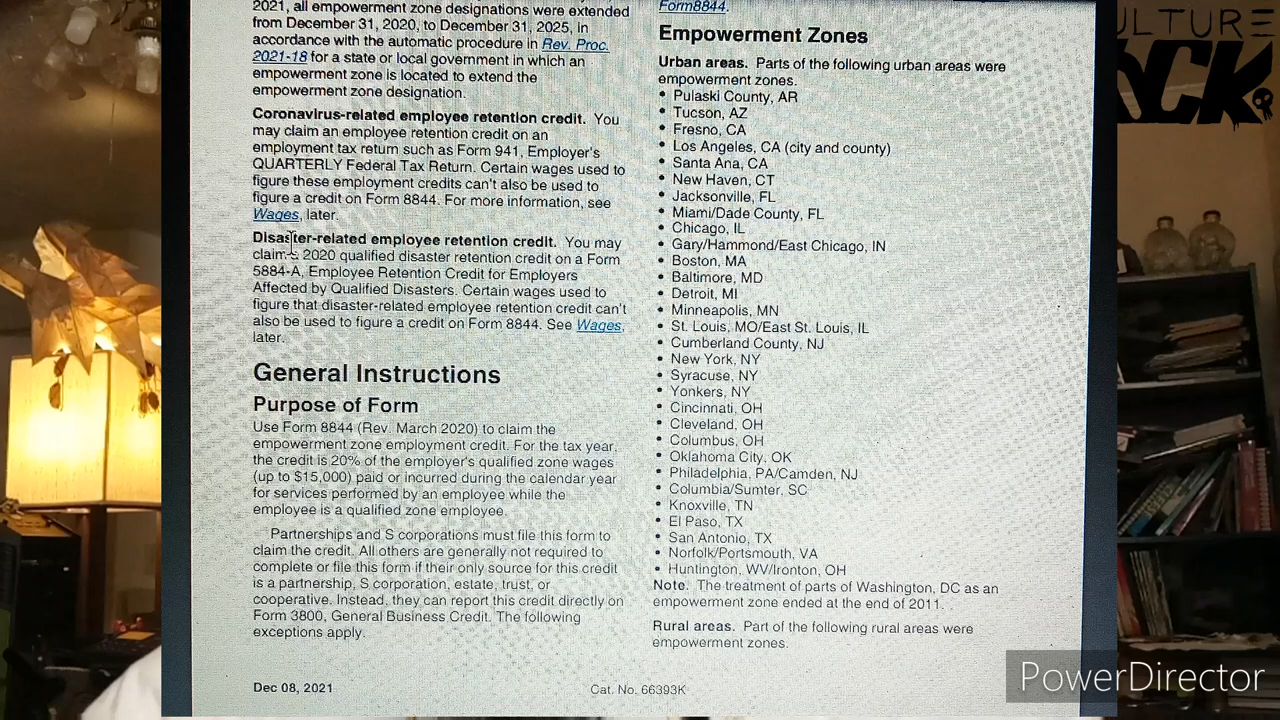 2021, all empowerment zone designations were extended
from December 31, 2020, to December 31, 2025, in
accordance with the automatic procedure in Rev. Proc.
2021-18 for a state or local government in which an
empowerment zone is located to extend the
empowerment zone designation.
Coronavirus-related employee retention credit. You
may claim an employee retention credit on an
employment tax return such as Form 941, Employer's
QUARTERLY Federal Tax Return. Certain wages used to
figure these employment credits can't also be used to
figure a credit on Form 8844. For more information, see
Wages, later.
Disaster-related employee retention credit. You may
claim 2020 qualified disaster retention credit on a Form
5884-A, Employee Retention Credit for Employers
Affected by Qualified Disasters. Certain wages used to
figure that disaster-related employee retention credit can't
also be used to figure a credit on Form 8844. See Wages,
later.
General Instructions
Purpose of Form
Use Form 8844 (Rev. March 2020) to claim the
empowerment zone employment credit. For the tax year,
the credit is 20% of the employer's qualified zone wages
(up to $15,000) paid or incurred during the calendar year
for services performed by an employee while the
employee is a qualified zone employee.
Partnerships and S corporations must file this form to
claim the credit. All others are generally not required to
complete or file this form if their only source for this credit
is a partnership, S corporation, estate, trust, or
cooperative. Instead, they can report this credit directly on
Form 3800, General Business Credit. The following
exceptions apply.
Form8844.
Empowerment Zones
Urban areas. Parts of the following urban areas were
empowerment zones.
• Pulaski County, AR
• Tucson, AZ
• Fresno, CA
• Los Angeles, CA (city and county)
• Santa Ana, CA
• New Haven, CT
• Jacksonville, FL
• Miami/Dade County, FL
• Chicago, IL
• Gary/Hammond/East Chicago, IN
• Boston, MA
• Baltimore, MD
• Detroit, MI
• Minneapolis, MN
• St. Louis, MO/East St. Louis, IL
• Cumberland County, NJ
• New York, NY
• Syracuse, NY
• Yonkers, NY
• Cincinnati, OH
• Cleveland, OH
• Columbus, OH
• Oklahoma City, OK
• Philadelphia, PA/Camden, NJ
• Columbia/Sumter, SC
• Knoxville, TN
• El Paso, TX
• San Antonio, TX
• Norfolk/Portsmouth, VA
• Huntington, WV/Ironton, OH
Note. The treatment of parts of Washington, DC as an
empowerment zone ended at the end of 2011.
Rural areas. Part of the following rural areas were
empowerment zones.
Dec 08, 2021
Cat. No. 66393K
PowerDirector